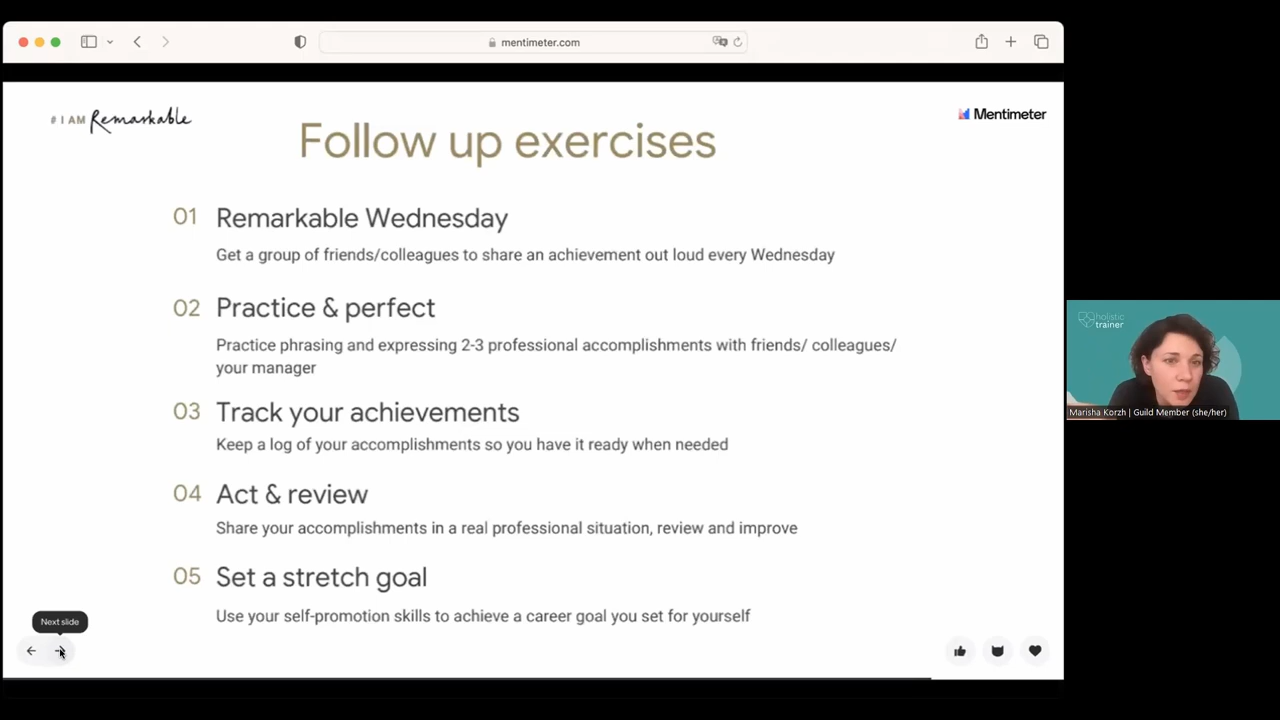 mentimeter.com
# I AM Remarkable
Mentimeter
Follow up exercises
01 Remarkable Wednesday
Get a group of friends/colleagues to share an achievement out loud every Wednesday
02 Practice & perfect
Practice phrasing and expressing 2-3 professional accomplishments with friends/ colleagues/
your manager
03 Track your achievements
Keep a log of your accomplishments so you have it ready when needed
04 Act & review
Share your accomplishments in a real professional situation, review and improve
05 Set a stretch goal
Use your self-promotion skills to achieve a career goal you set for yourself
Next slide
holistic
trainer
Marisha Korzh | Guild Member (she/her)